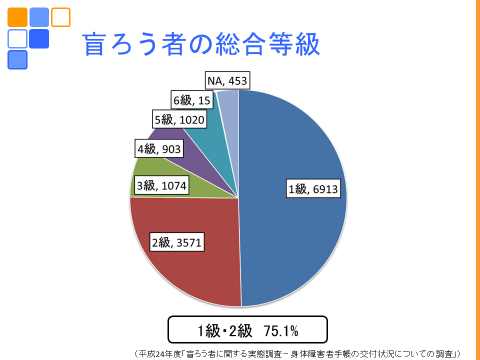 盲ろう者の総合等級
NA, 453
6級, 15
5級, 1020
4級, 903
3級, 1074
2級, 3571
1級, 6913
1級・2級 75.1%
（平成24年度「盲ろう者に関する実態調査－身体障害者手帳の交付状況についての調査」）